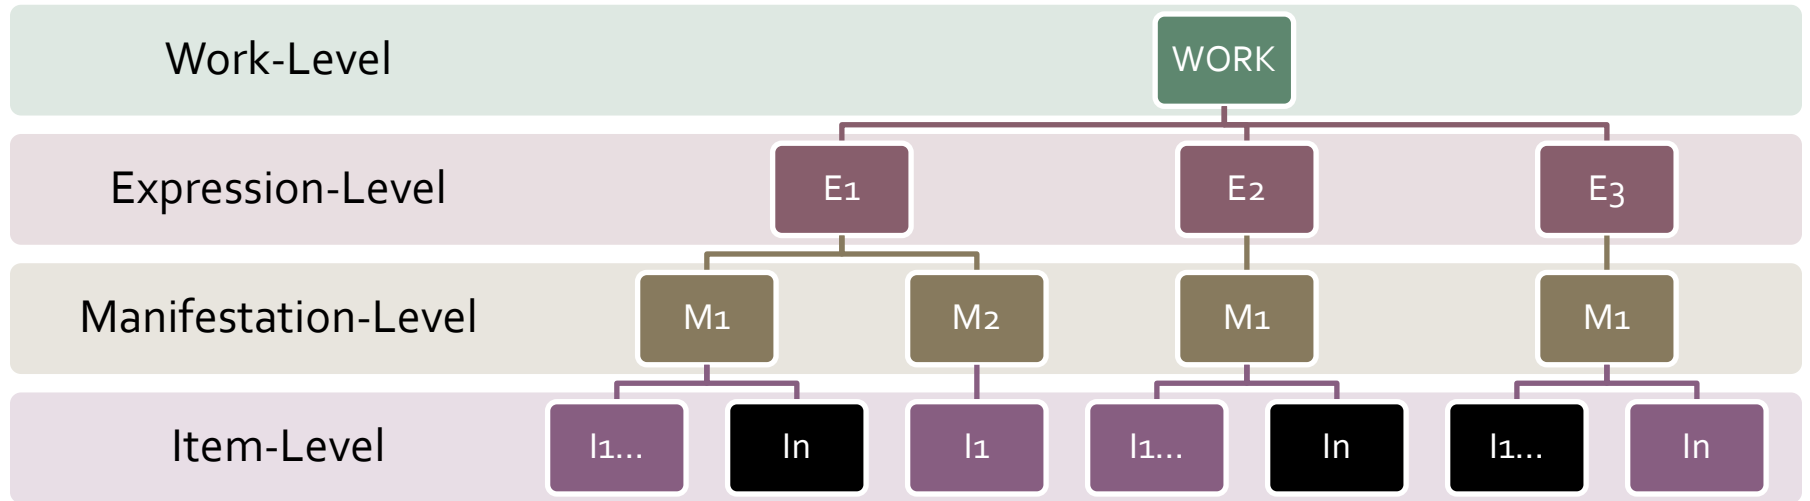 Work-Level
WORK
Expression-Level
E1
E2
E3
Manifestation-Level
M1
M2
M1
M1
Item-Level
I1...
In
I1
I1...
In
I1...
In